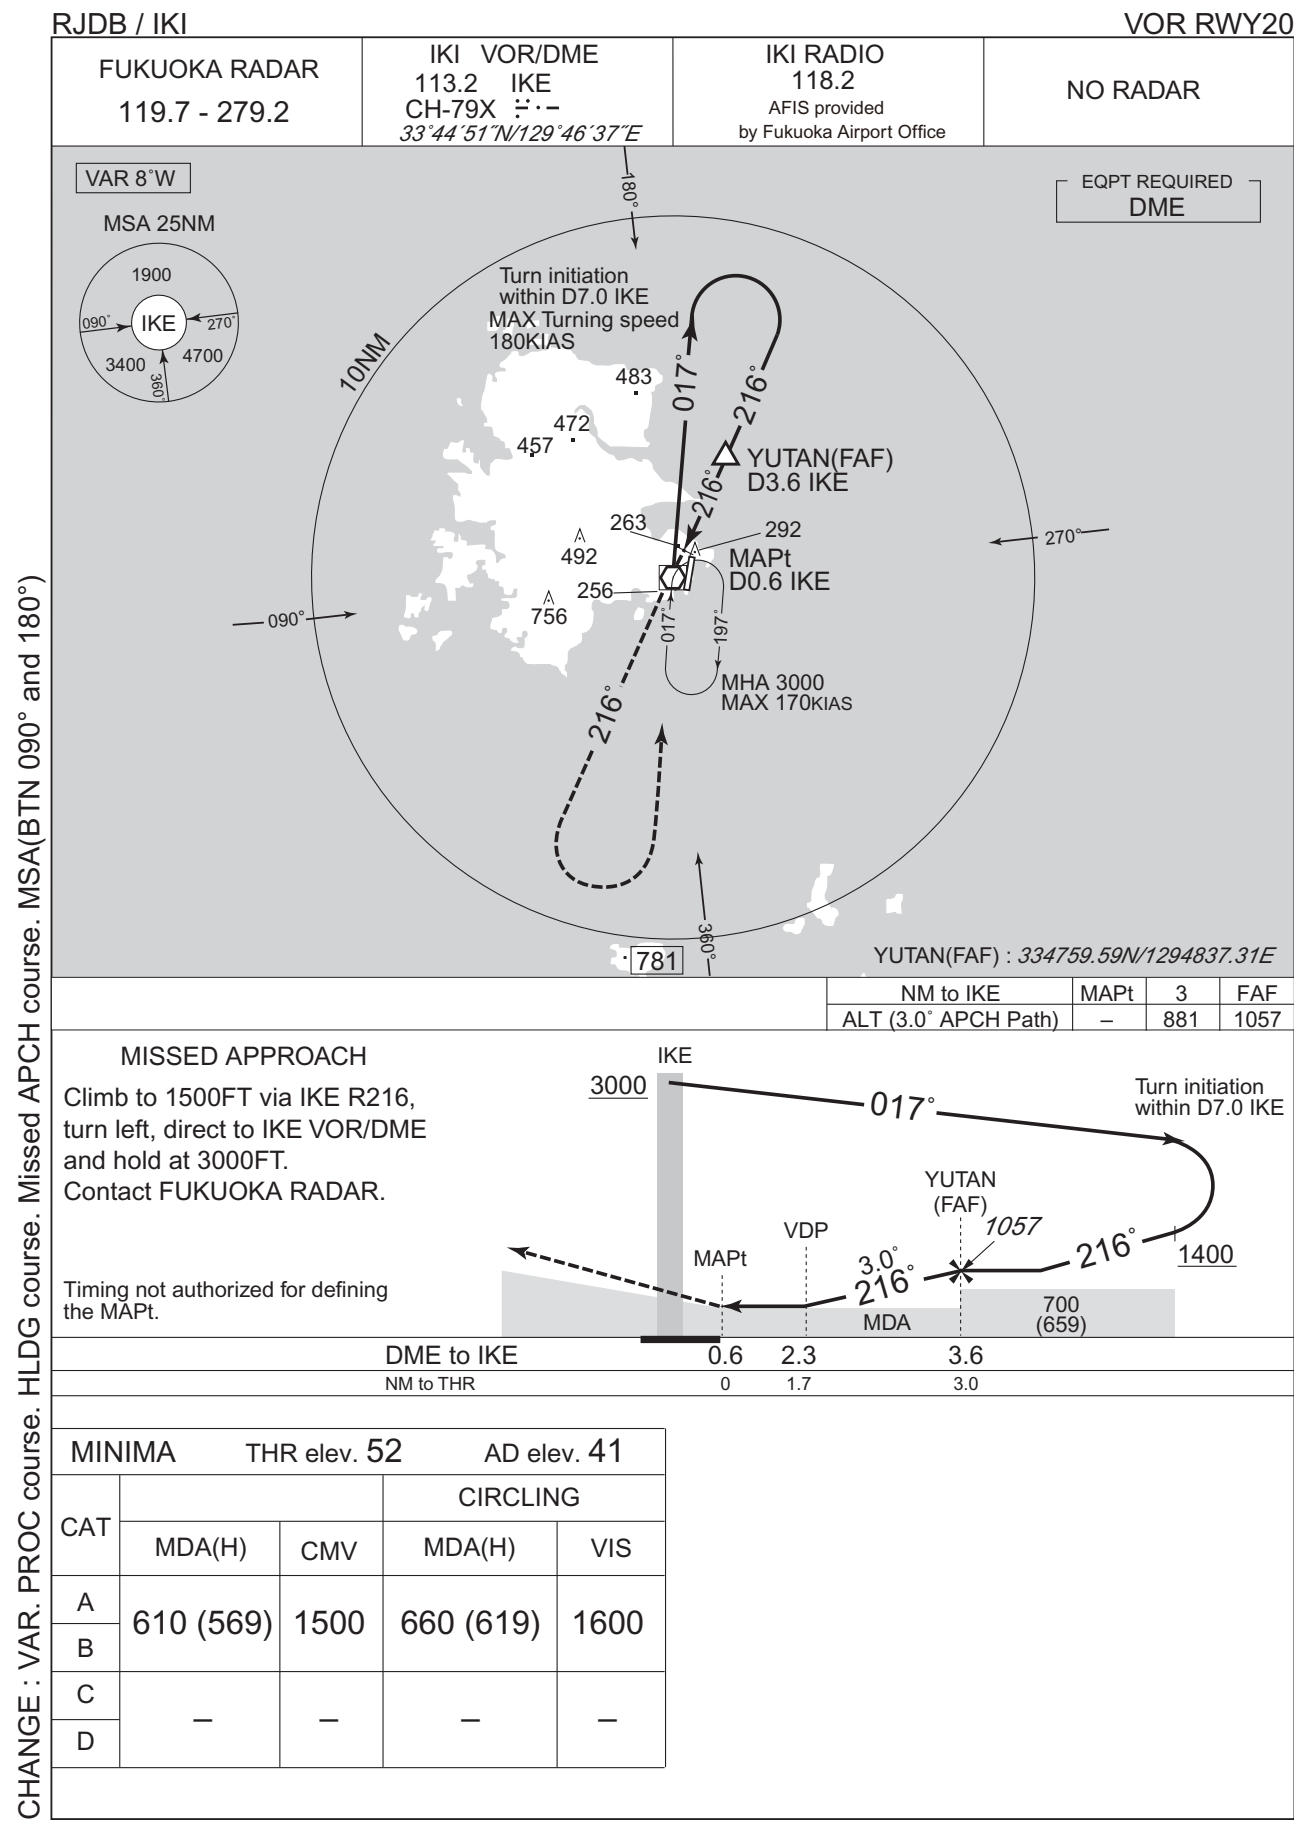 RJDB / IKI
VOR RWY20
FUKUOKA RADAR
119.7 - 279.2
IKI VOR/DME
113.2 IKE
CH-79X
33°44′51″N/129°46′37″E
IKI RADIO
118.2
AFIS provided
by Fukuoka Airport Office
NO RADAR
VAR 8°W
MSA 25NM
1900
090°
IKE
270°
3400
4700
360°
EQPT REQUIRED
DME
180°
Turn initiation
within D7.0 IKE
MAX Turning speed
180KIAS
10NM
483
472
457
017°
216°
YUTAN(FAF)
D3.6 IKE
216°
263
292
492
MAPt
D0.6 IKE
256
756
270°
090°
017°
197°
MHA 3000
MAX 170KIAS
216°
360°
781
YUTAN(FAF) : 334759.59N/1294837.31E
NM to IKE MAPt 3 FAF
ALT (3.0° APCH Path) – 881 1057
MISSED APPROACH
Climb to 1500FT via IKE R216,
turn left, direct to IKE VOR/DME
and hold at 3000FT.
Contact FUKUOKA RADAR.
Timing not authorized for defining
the MAPt.
IKE
3000
017°
Turn initiation
within D7.0 IKE
YUTAN
(FAF)
1057
216°
1400
VDP
MAPt
3.0°
216°
MDA
700
(659)
DME to IKE 0.6 2.3 3.6
NM to THR 0 1.7 3.0
MINIMA THR elev. 52 AD elev. 41
CAT
CIRCLING
MDA(H) CMV MDA(H) VIS
A
B
610 (569) 1500 660 (619) 1600
C
D
– – – –
CHANGE : VAR. PROC course. HLDG course. Missed APCH course. MSA(BTN 090° and 180°)